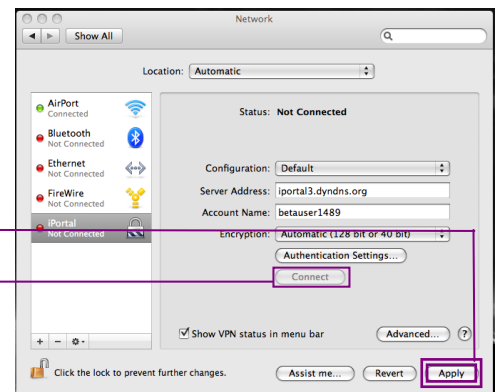 Network
Show All
Location: Automatic
AirPort
Connected
Bluetooth
Not Connected
Ethernet
Not Connected
FireWire
Not Connected
iPortal
Not Connected
Status: Not Connected
Configuration: Default
Server Address: iportal3.dyndns.org
Account Name: betauser1489
Encryption: Automatic (128 bit or 40 bit)
Authentication Settings...
Connect
Show VPN status in menu bar
Advanced...
?
Click the lock to prevent further changes.
Assist me...
Revert
Apply